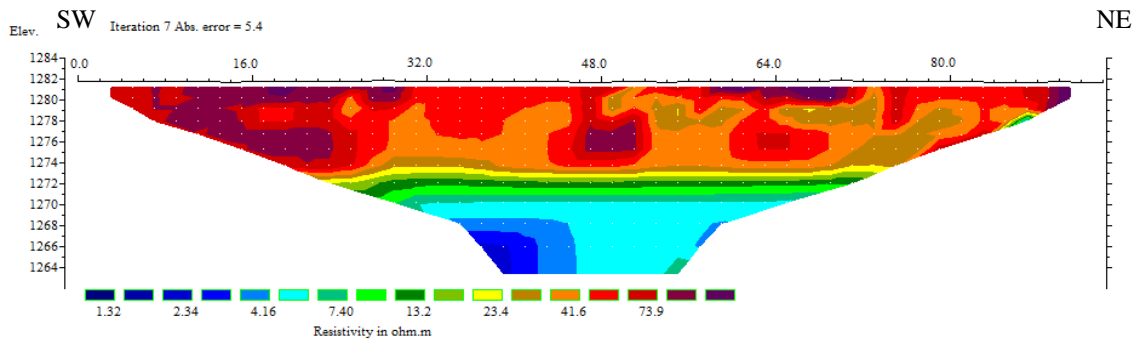 SW
NE
Elev.
Iteration 7 Abs. error = 5.4
1284
0.0 16.0 32.0 48.0 64.0 80.0
1282
1280
1278
1276
1274
1272
1270
1268
1266
1264
1.32 2.34 4.16 7.40 13.2 23.4 41.6 73.9
Resistivity in ohm.m